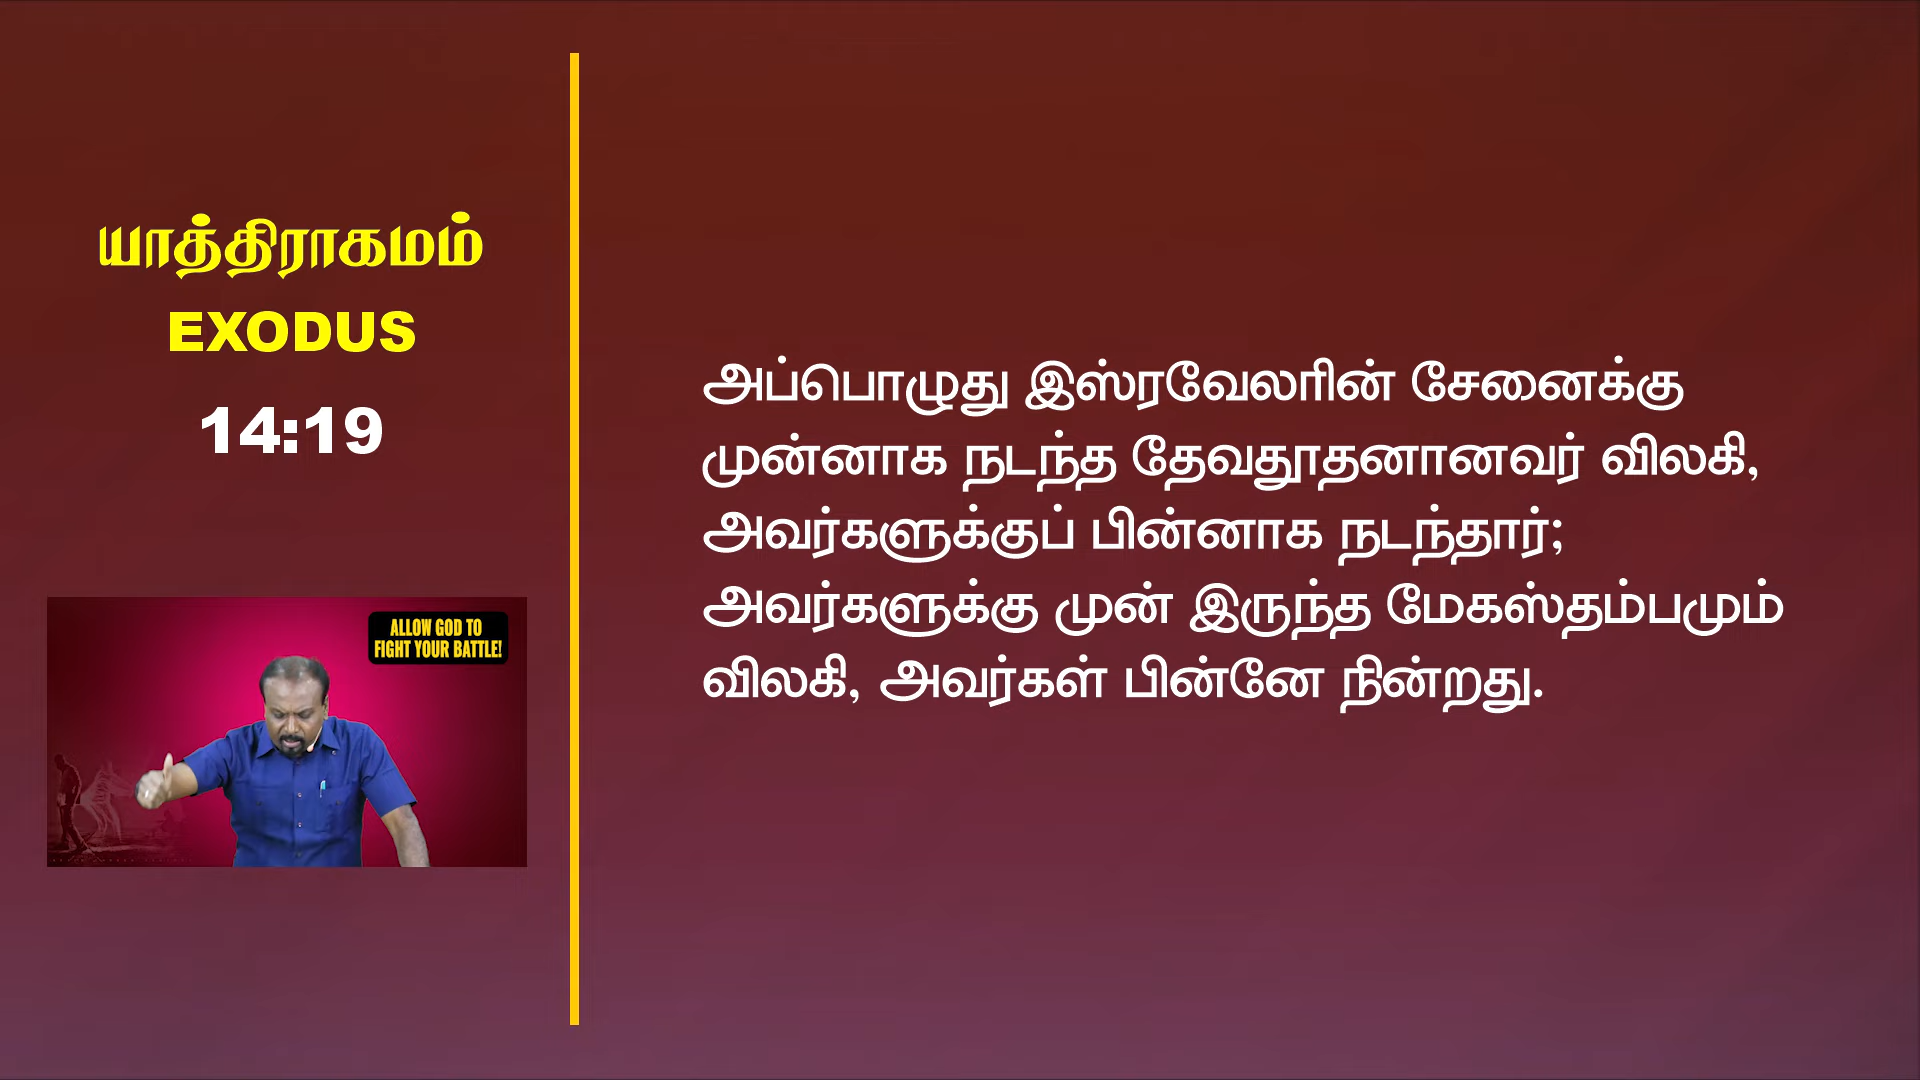 யாத்திராகமம்
EXODUS
14:19
ALLOW GOD TO
FIGHT YOUR BATTLE!
அப்பொழுது இஸ்ரவேலரின் சேனைக்கு
முன்னாக நடந்த தேவதூதனானவர் விலகி,
அவர்களுக்குப் பின்னாக நடந்தார்;
அவர்களுக்கு முன் இருந்த மேகஸ்தம்பமும்
விலகி, அவர்கள் பின்னே நின்றது.